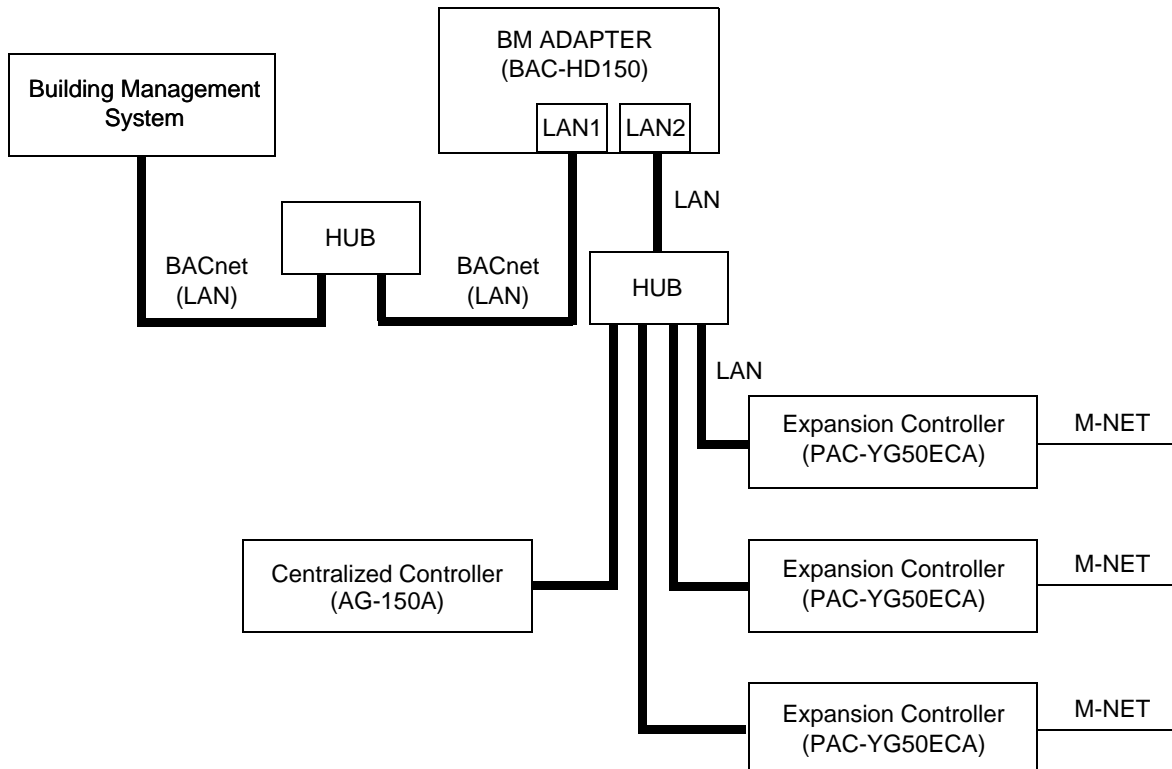 BM ADAPTER
(BAC-HD150)
Building Management
System
LAN1
LAN2
LAN
HUB
BACnet
(LAN)
BACnet
(LAN)
HUB
LAN
Expansion Controller
(PAC-YG50ECA)
M-NET
Centralized Controller
(AG-150A)
Expansion Controller
(PAC-YG50ECA)
M-NET
Expansion Controller
(PAC-YG50ECA)
M-NET